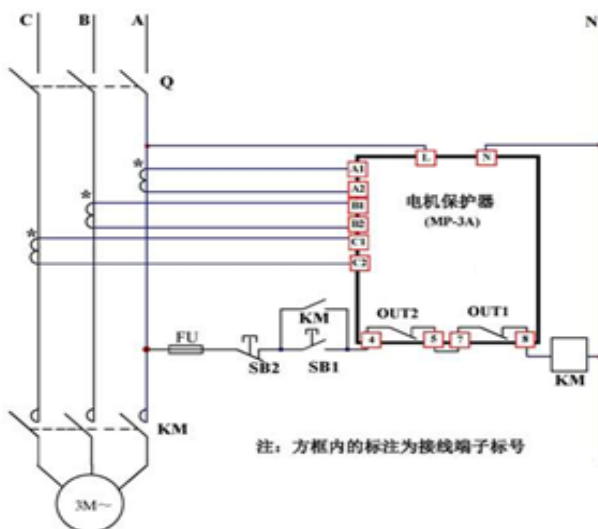 C B A N
Q
L N
A1
A2
B1
B2
C1
C2
电机保护器
(MP-3A)
KM OUT2 OUT1
FU 4 5 7 8
SB2 SB1 KM
KM
注：方框内的标注为接线端子标号
3M～